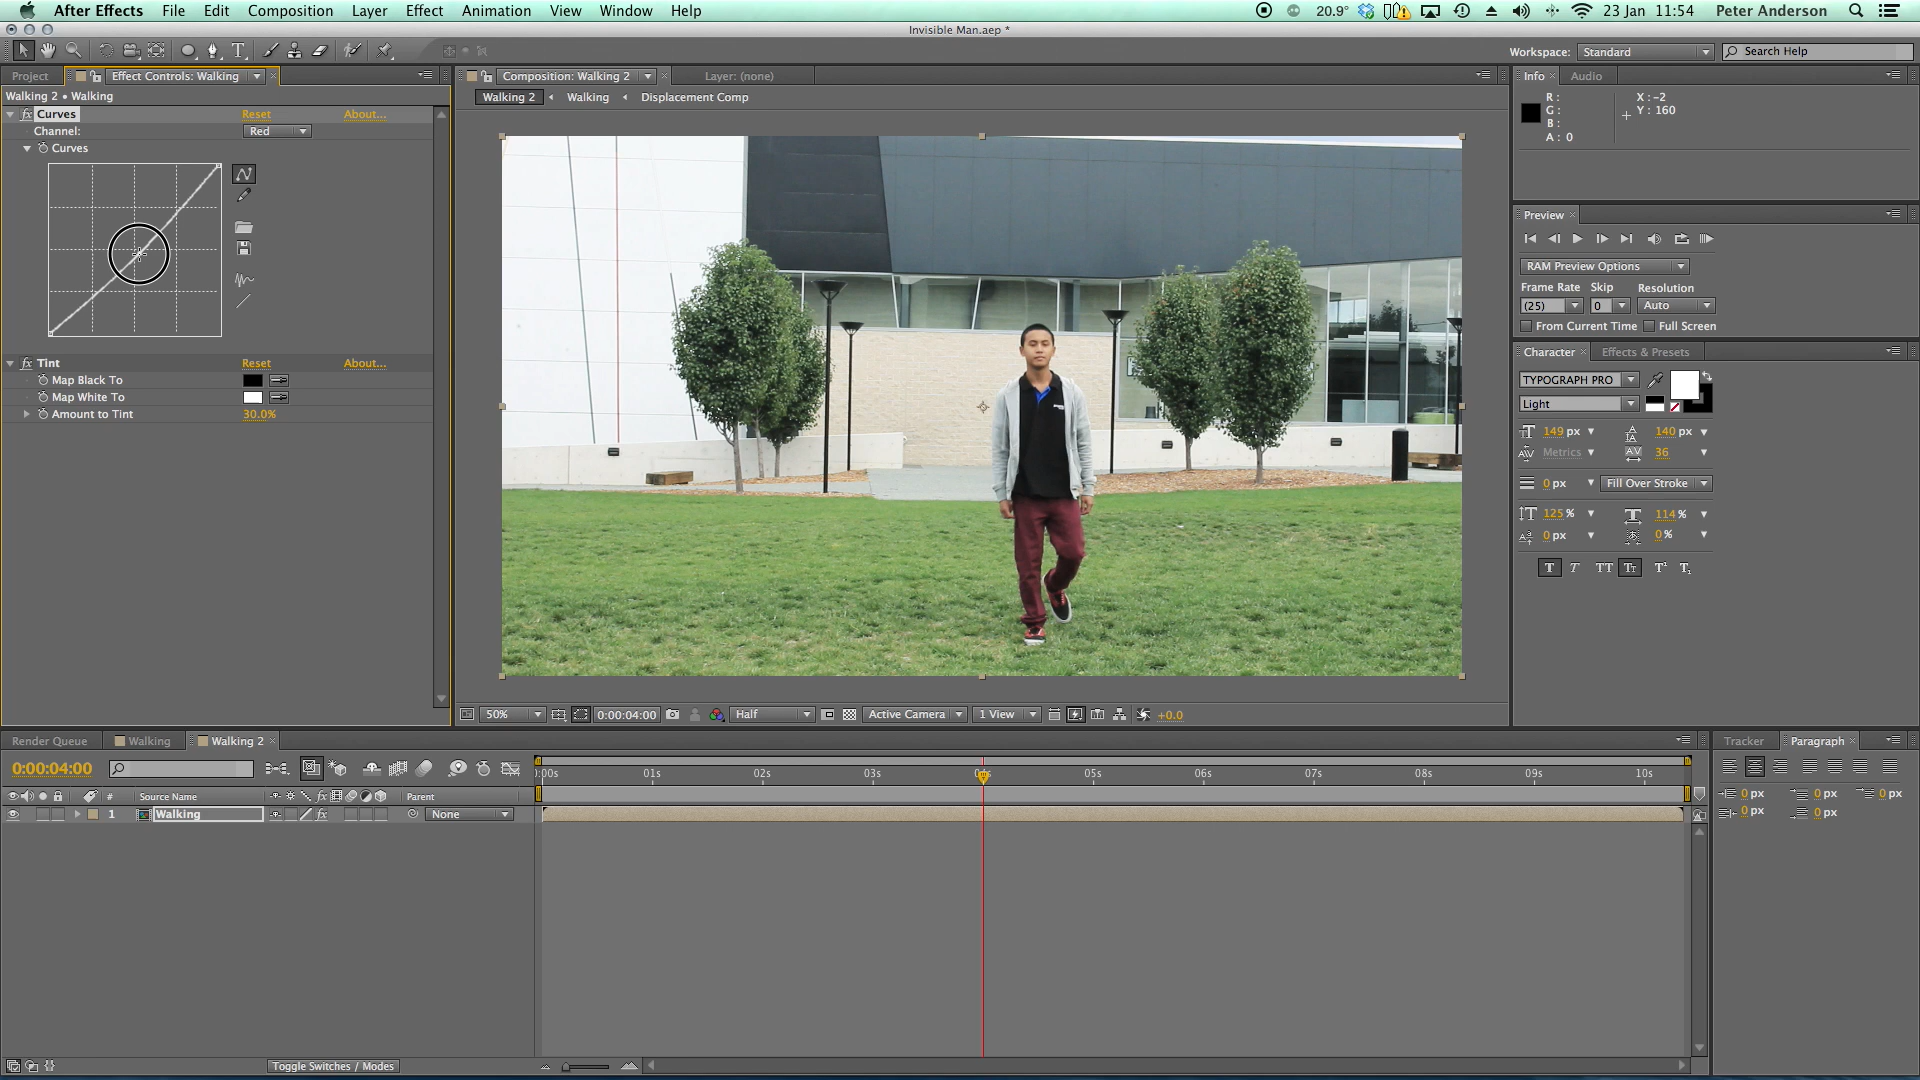 After Effects File Edit Composition Layer Effect Animation View Window Help 20.9° 23 Jan 11:54 Peter Anderson
Invisible Man.aep *
Workspace: Standard Search Help
Project Effect Controls: Walking
Walking 2 • Walking
Curves Reset About...
Channel: Red
Curves
Tint Reset About...
Map Black To
Map White To
Amount to Tint 30.0%
Composition: Walking 2 Layer: (none)
Walking 2 Walking Displacement Comp
50% 0:00:04:00 Half Active Camera 1 View +0.0
Info Audio
R: X: -2
G: Y: 160
B:
A: 0
Preview
RAM Preview Options
Frame Rate Skip Resolution
(25) 0 Auto
From Current Time Full Screen
Character Effects & Presets
TYPOGRAPH PRO
Light
149 px 140 px
Metrics 36
0 px Fill Over Stroke
125 % 114 %
0 px 0 %
T T TT Tt T¹ T₁
Render Queue Walking Walking 2
0:00:04:00
:00s 01s 02s 03s 05s 06s 07s 08s 09s 10s
# Source Name fx Parent
1 Walking fx None
Toggle Switches / Modes
Tracker Paragraph
0 px 0 px 0 px
0 px 0 px